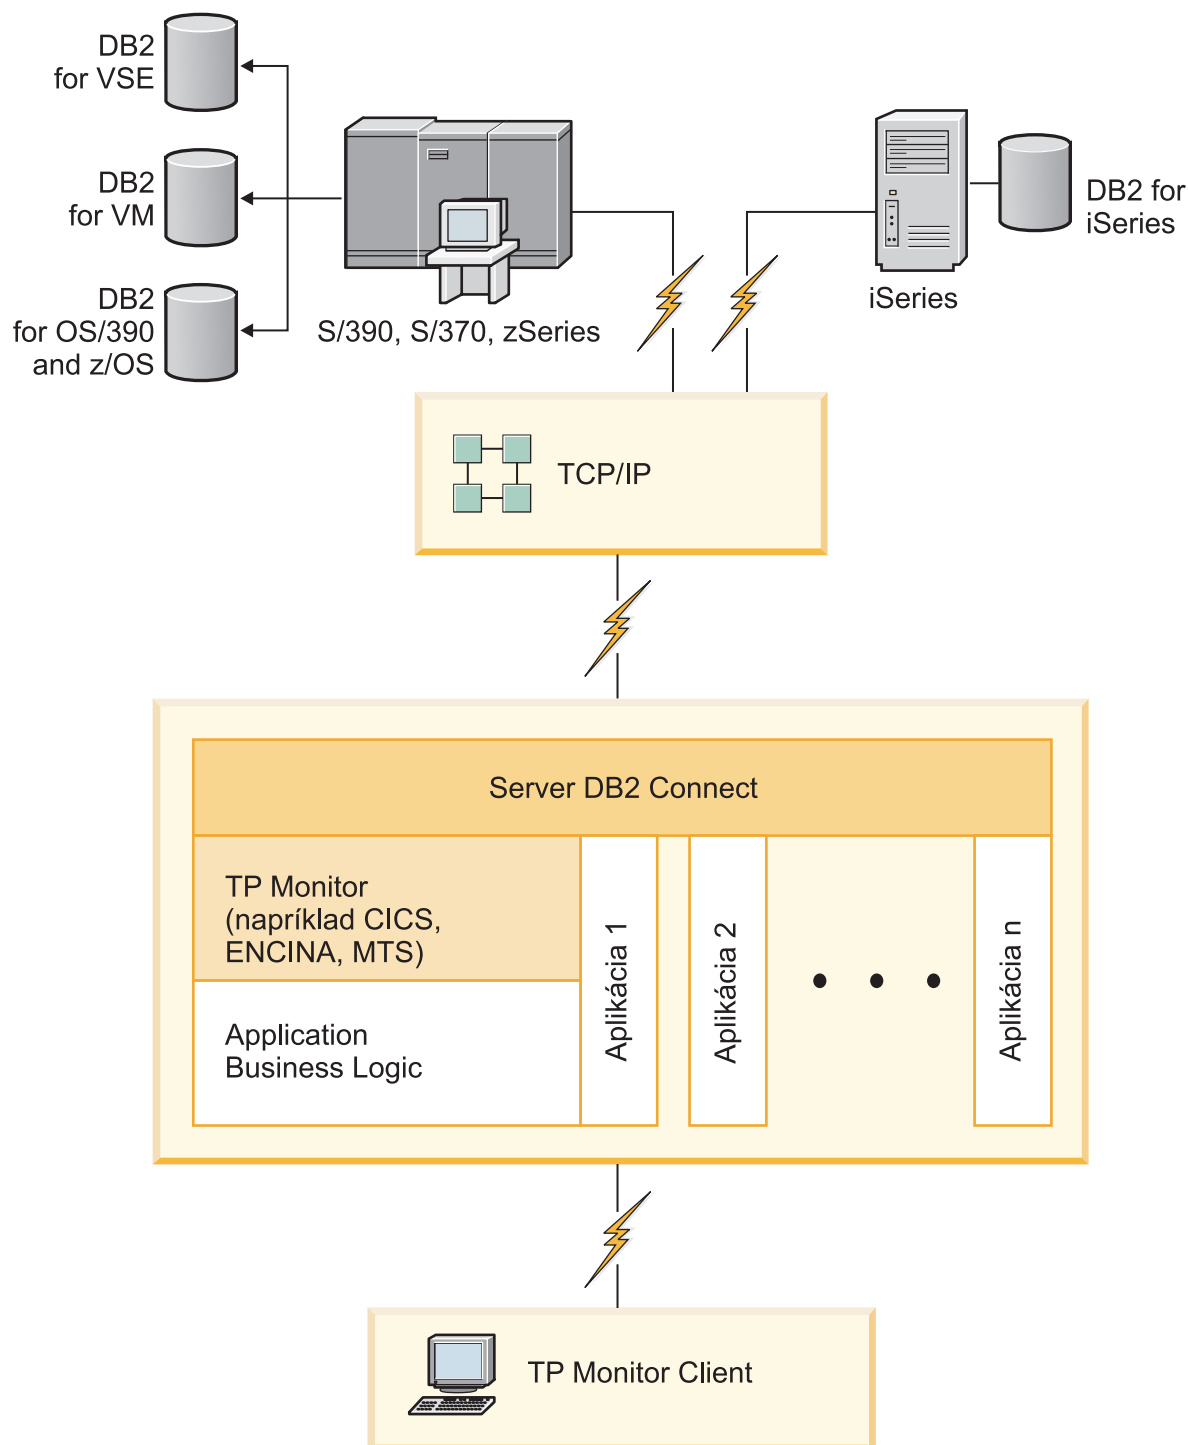 DB2
for VSE
DB2
for VM
DB2
for OS/390
and z/OS
S/390, S/370, zSeries
iSeries
DB2 for
iSeries
TCP/IP
Server DB2 Connect
TP Monitor
(napríklad CICS,
ENCINA, MTS)
Application
Business Logic
Aplikácia 1
Aplikácia 2
Aplikácia n
TP Monitor Client